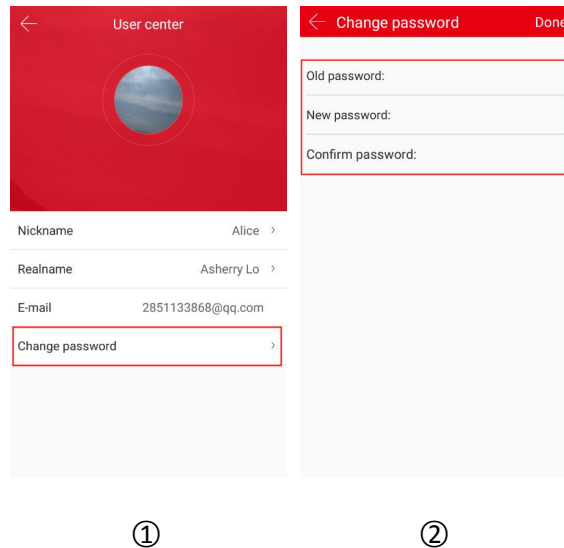 User center
Nickname Alice
Realname Asherry Lo
E-mail 2851133868@qq.com
Change password
①
Change password Done
Old password:
New password:
Confirm password:
②